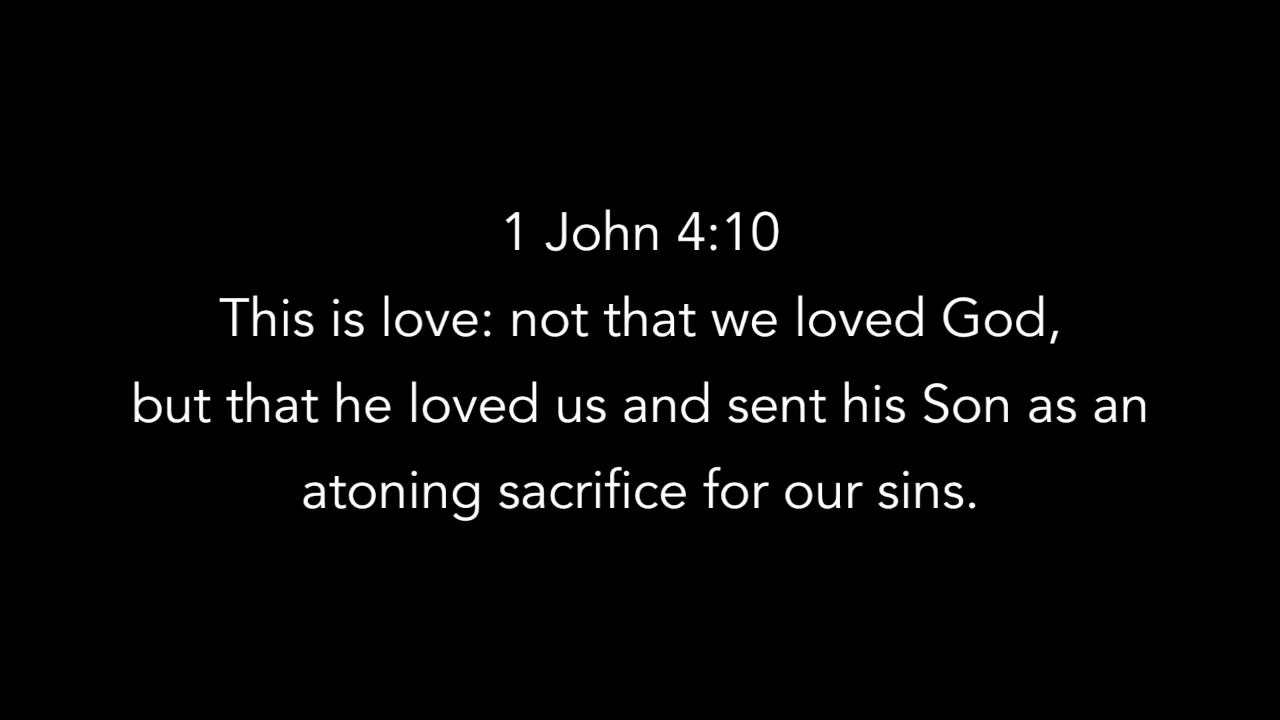 1 John 4:10
This is love: not that we loved God,
but that he loved us and sent his Son as an
atoning sacrifice for our sins.